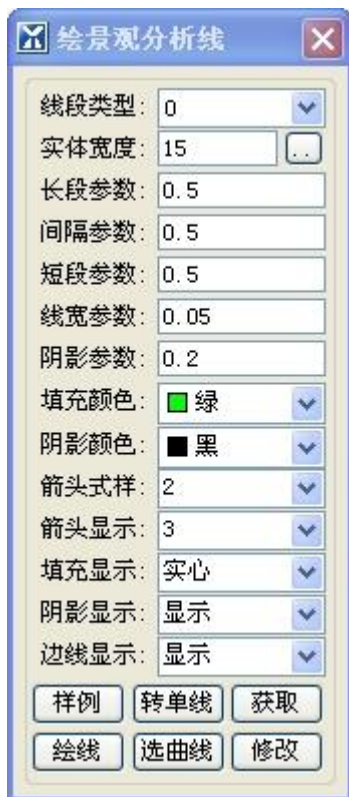 绘景观分析线
线段类型: 0
实体宽度: 15 ..
长段参数: 0.5
间隔参数: 0.5
短段参数: 0.5
线宽参数: 0.05
阴影参数: 0.2
填充颜色: 绿
阴影颜色: 黑
箭头式样: 2
箭头显示: 3
填充显示: 实心
阴影显示: 显示
边线显示: 显示
样例 转单线 获取
绘线 选曲线 修改